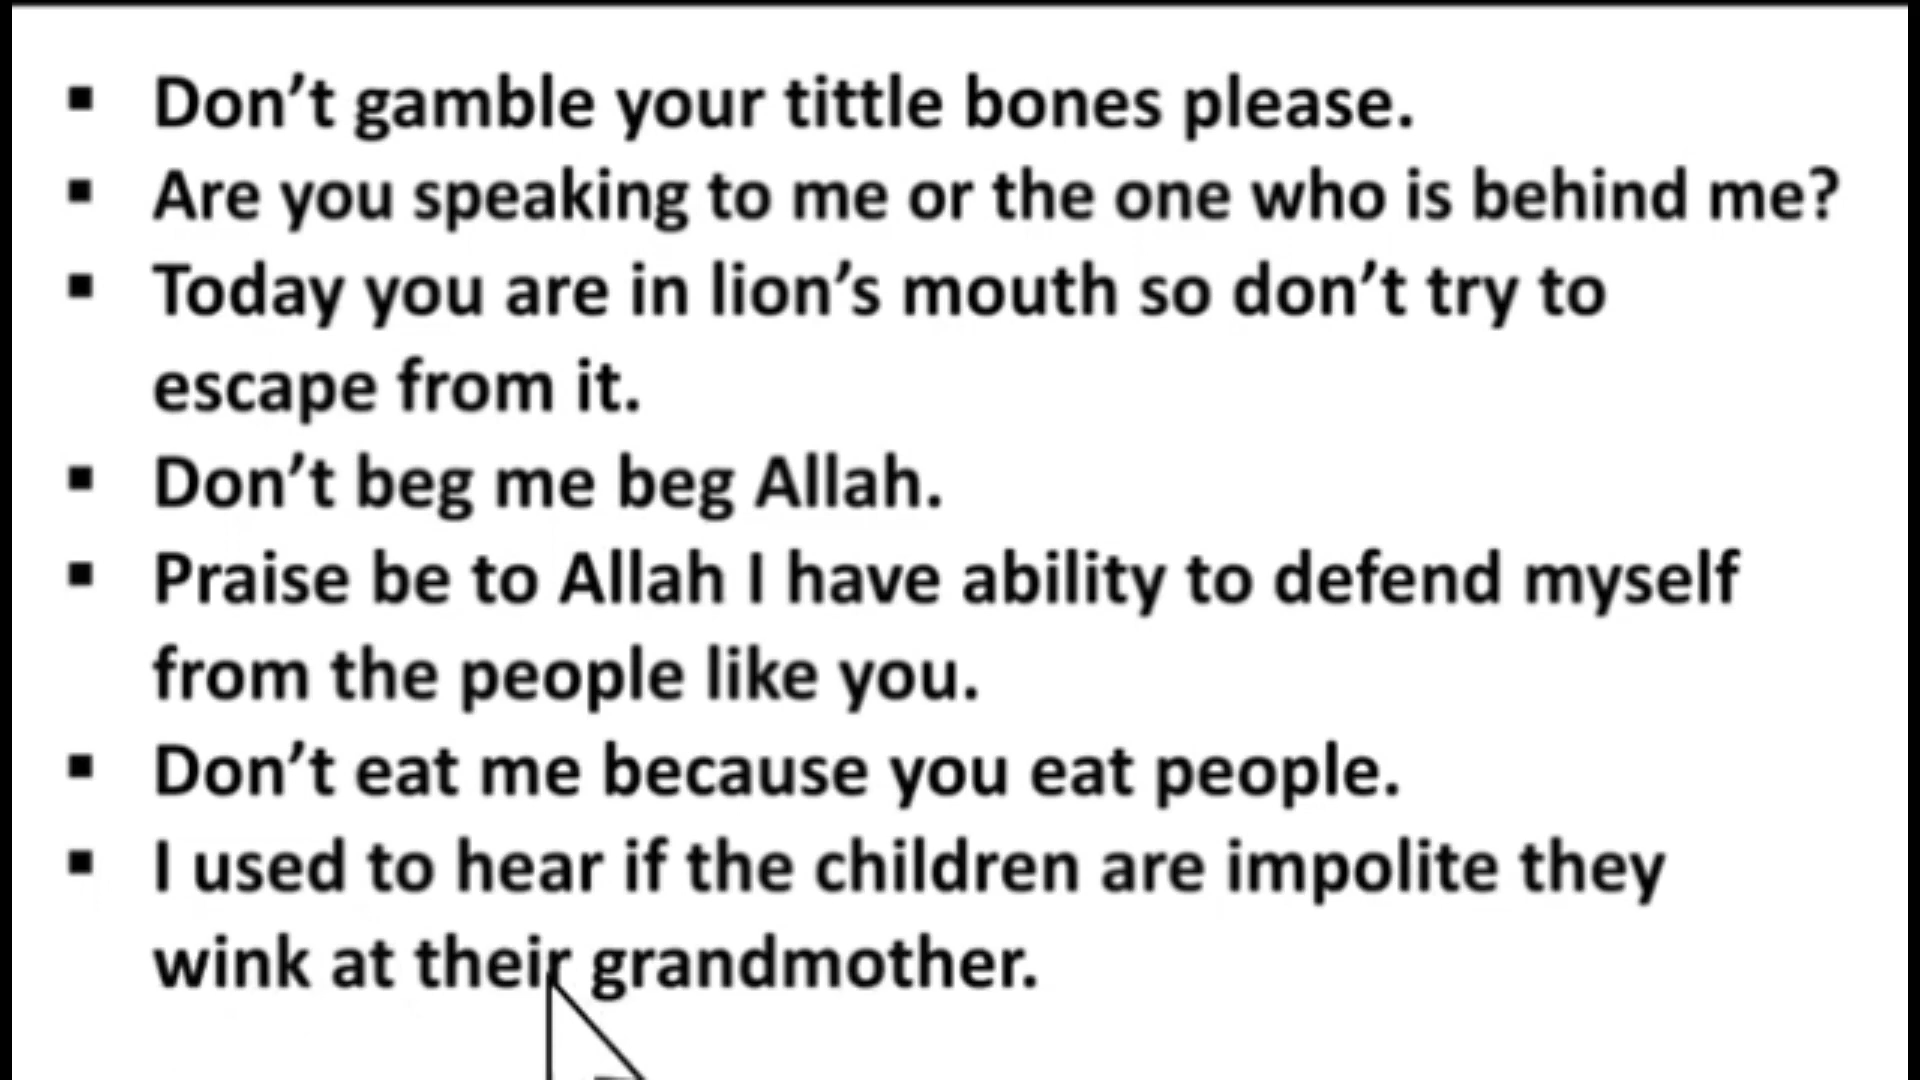 ▪ Don’t gamble your tittle bones please.
▪ Are you speaking to me or the one who is behind me?
▪ Today you are in lion’s mouth so don’t try to
escape from it.
▪ Don’t beg me beg Allah.
▪ Praise be to Allah I have ability to defend myself
from the people like you.
▪ Don’t eat me because you eat people.
▪ I used to hear if the children are impolite they
wink at their grandmother.